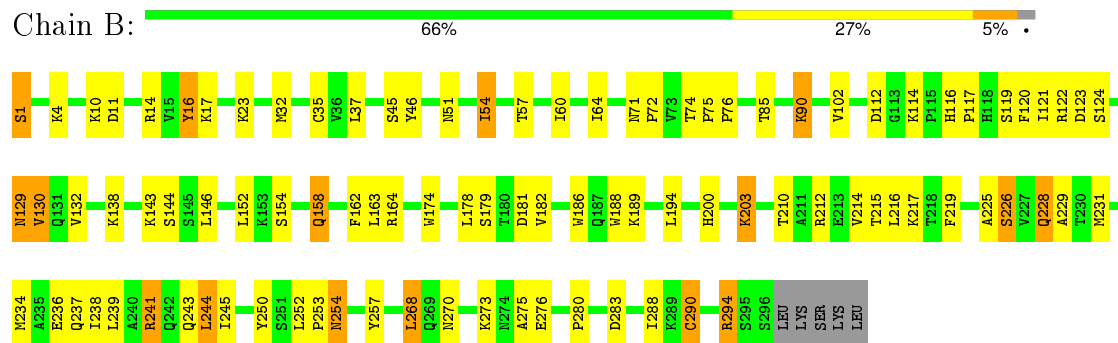 Chain B:
66% 27% 5% •
S1 K4 K10 D11 R14 V15 Y16 K17 K23 M32 C35 V36 L37 S45 Y46 N51 I54 T57 I60 I64 N71 P72 V73 T74 P75 P76 T85 K90 V102 D112 G113 K114 P115 H116 P117 H118 S119 F120 I121 R122 D123 S124
N129 V130 Q131 V132 K138 K143 S144 S145 L146 L152 K153 S154 Q158 F162 L163 R164 W174 L178 S179 T180 D181 V182 W186 Q187 W188 K189 L194 H200 K203 T210 A211 R212 E213 V214 T215 L216 K217 T218 F219 A225 S226 V227 Q228 A229 T230 M231
M234 A235 E236 Q237 I238 L239 A240 R241 Q242 Q243 L244 I245 Y250 S251 L252 P253 N254 Y257 L268 Q269 N270 K273 N274 A275 E276 P280 D283 I288 K289 C290 R294 S295 S296 LEU LYS SER LYS LEU